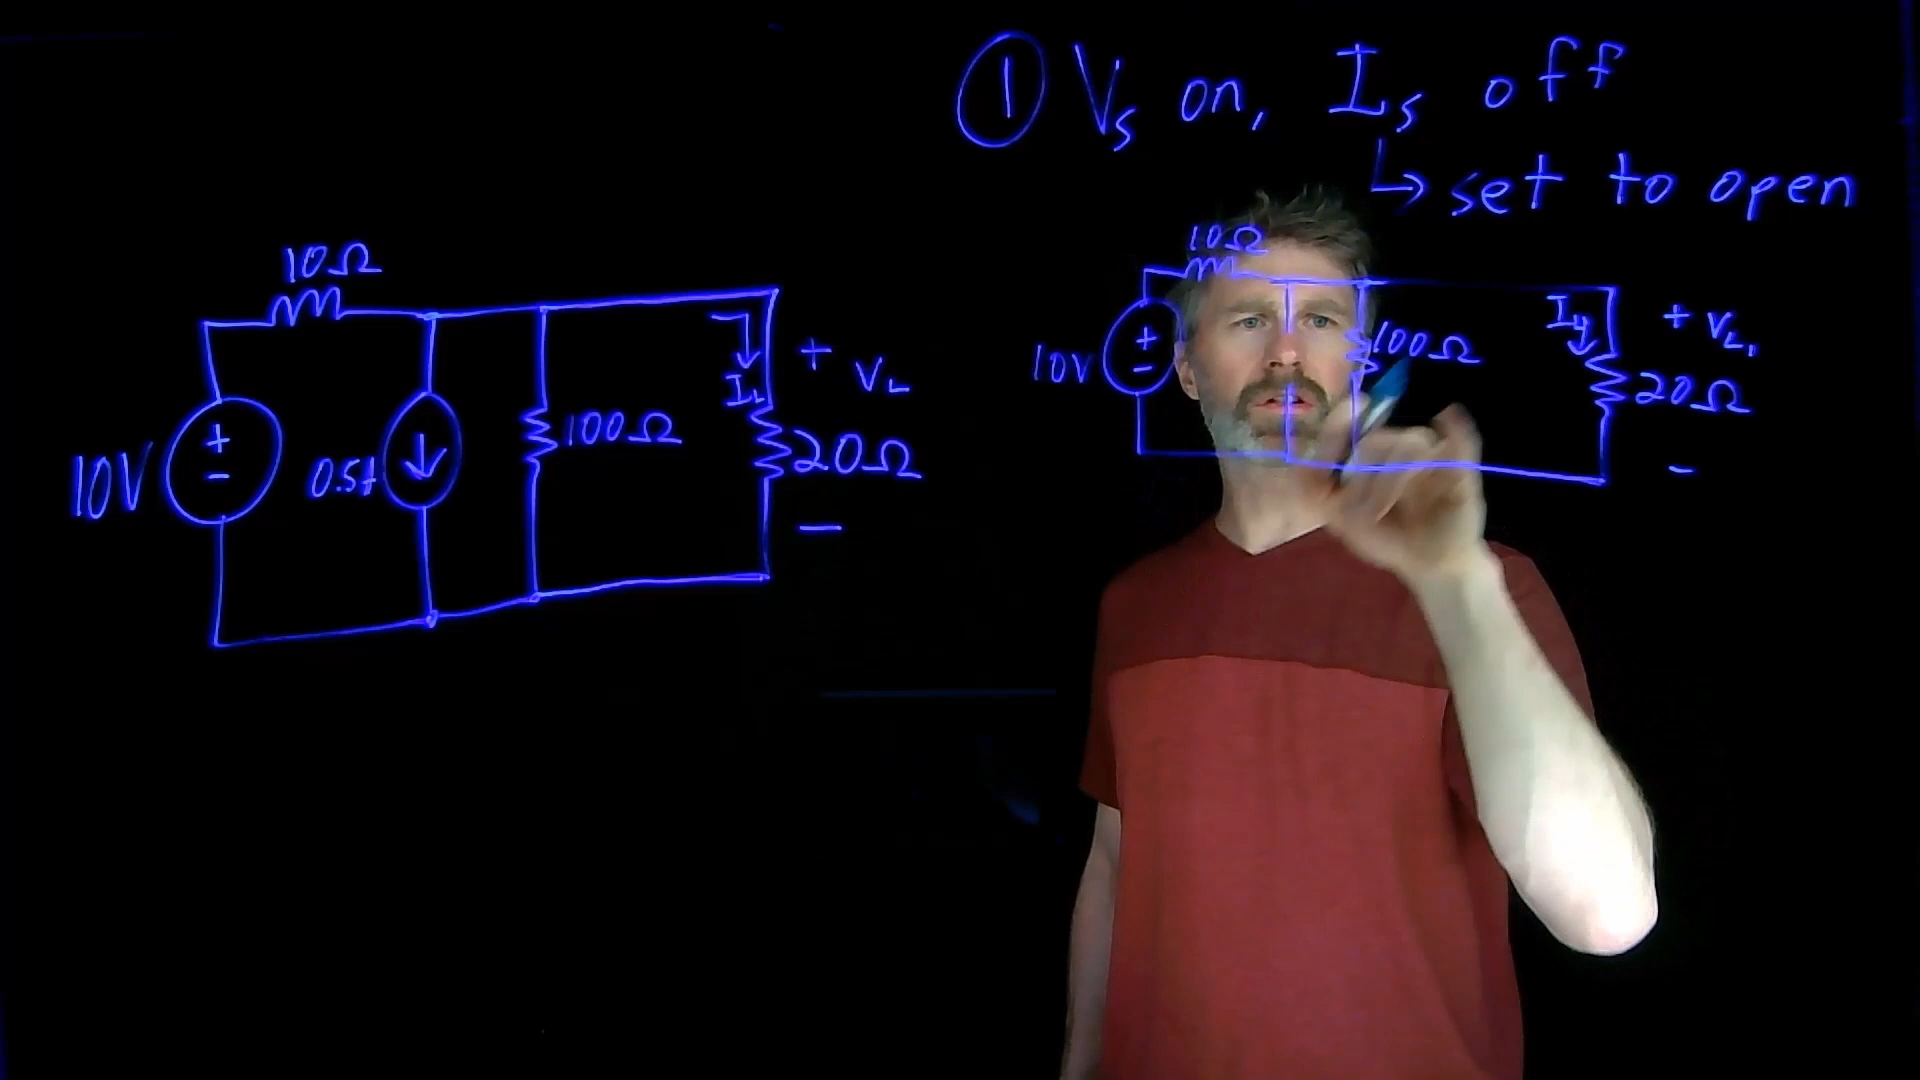 ① Vs on, Is off
↳ set to open
10Ω
10V
+
-
0.5A
100Ω
IL
+ VL
20Ω
-
10Ω
10V
+
-
100Ω
IL1
+ VL1
20Ω
-